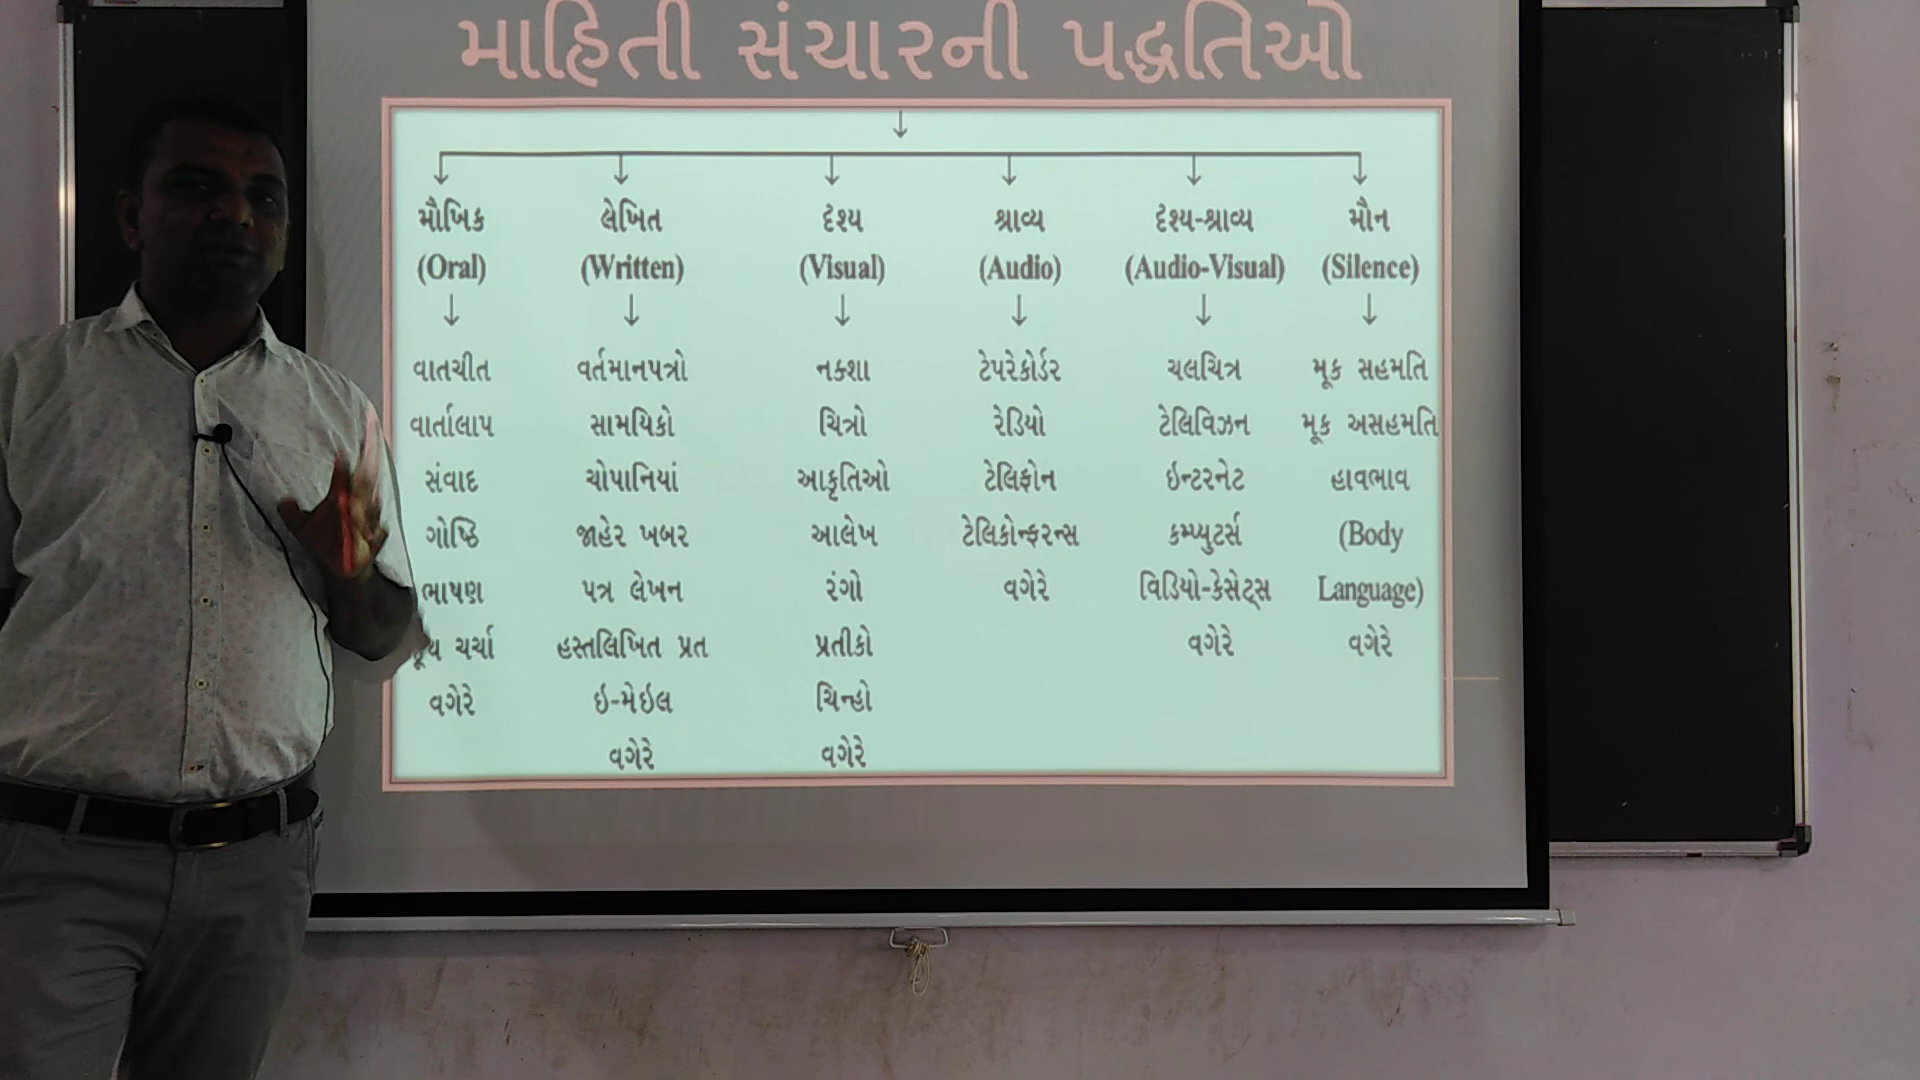 માહિતી સંચારની પદ્ધતિઓ
મૌખિક લેખિત દૃશ્ય શ્રાવ્ય દૃશ્ય-શ્રાવ્ય મૌન
(Oral) (Written) (Visual) (Audio) (Audio-Visual) (Silence)
વાતચીત વર્તમાનપત્રો નકશા ટેપરેકોર્ડર ચલચિત્ર મૂક સહમતિ
વાર્તાલાપ સામયિકો ચિત્રો રેડિયો ટેલિવિઝન મૂક અસહમતિ
સંવાદ ચોપાનિયાં આકૃતિઓ ટેલિફોન ઇન્ટરનેટ હાવભાવ
ગોષ્ઠિ જાહેર ખબર આલેખ ટેલિકોન્ફરન્સ કમ્પ્યુટર્સ (Body
ભાષણ પત્ર લેખન રંગો વગેરે વિડિયો-કેસેટ્સ Language)
ચર્ચા હસ્તલિખિત પ્રત પ્રતીકો વગેરે વગેરે
વગેરે ઇ-મેઇલ ચિન્હો
વગેરે વગેરે